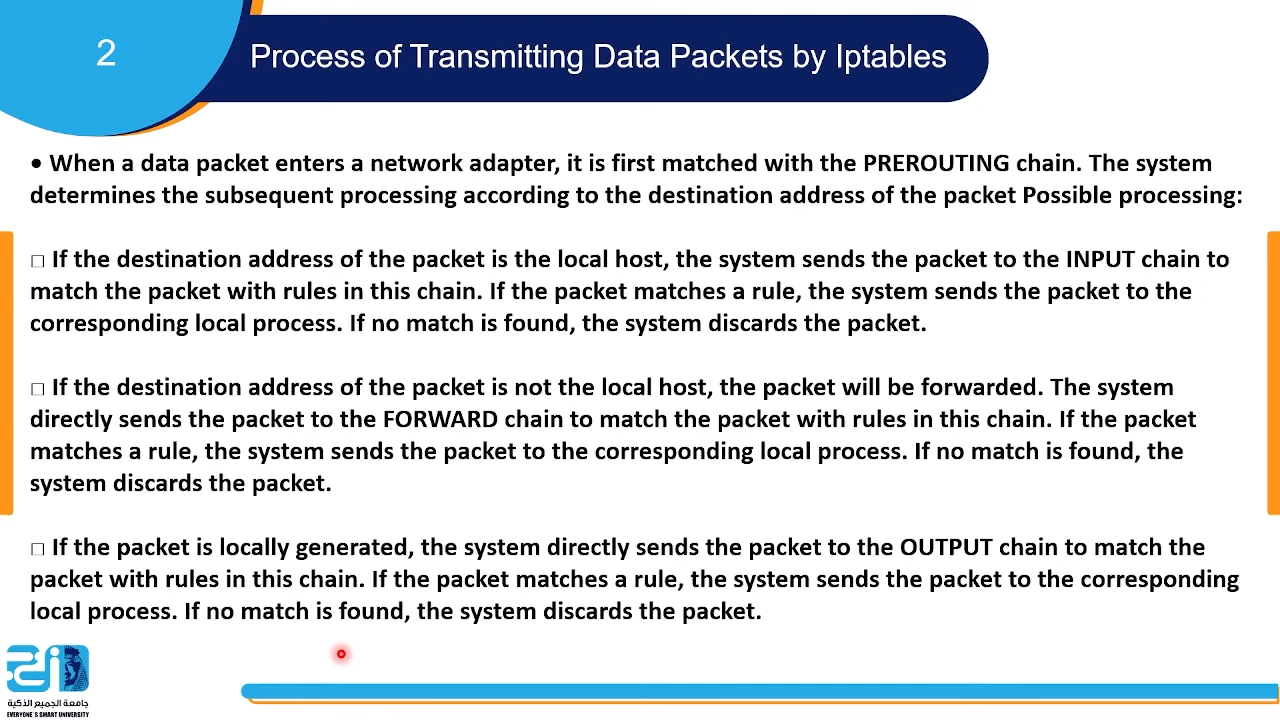 2
Process of Transmitting Data Packets by Iptables
• When a data packet enters a network adapter, it is first matched with the PREROUTING chain. The system
determines the subsequent processing according to the destination address of the packet Possible processing:
□ If the destination address of the packet is the local host, the system sends the packet to the INPUT chain to
match the packet with rules in this chain. If the packet matches a rule, the system sends the packet to the
corresponding local process. If no match is found, the system discards the packet.
□ If the destination address of the packet is not the local host, the packet will be forwarded. The system
directly sends the packet to the FORWARD chain to match the packet with rules in this chain. If the packet
matches a rule, the system sends the packet to the corresponding local process. If no match is found, the
system discards the packet.
□ If the packet is locally generated, the system directly sends the packet to the OUTPUT chain to match the
packet with rules in this chain. If the packet matches a rule, the system sends the packet to the corresponding
local process. If no match is found, the system discards the packet.
جامعة الجميع الذكية
EVERYONE`S SMART UNIVERSITY